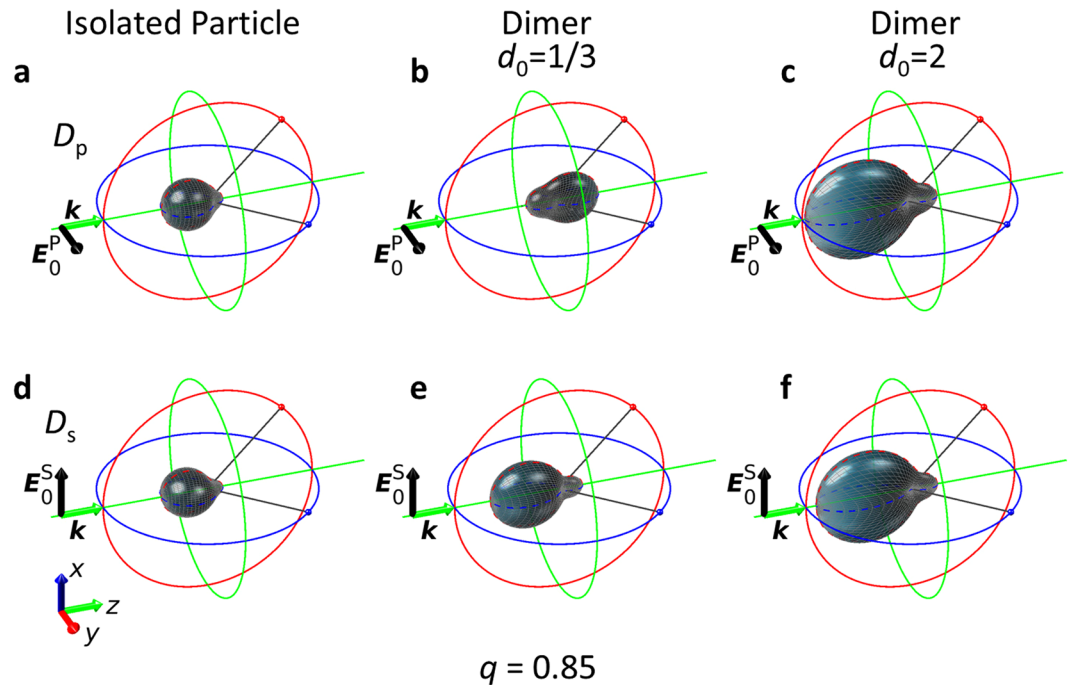 Isolated Particle
Dimer
d₀=1/3
Dimer
d₀=2
a
b
c
Dₚ
k
E₀ᴾ
k
E₀ᴾ
k
E₀ᴾ
d
e
f
Dₛ
E₀ˢ
k
E₀ˢ
k
E₀ˢ
k
x
z
y
q = 0.85